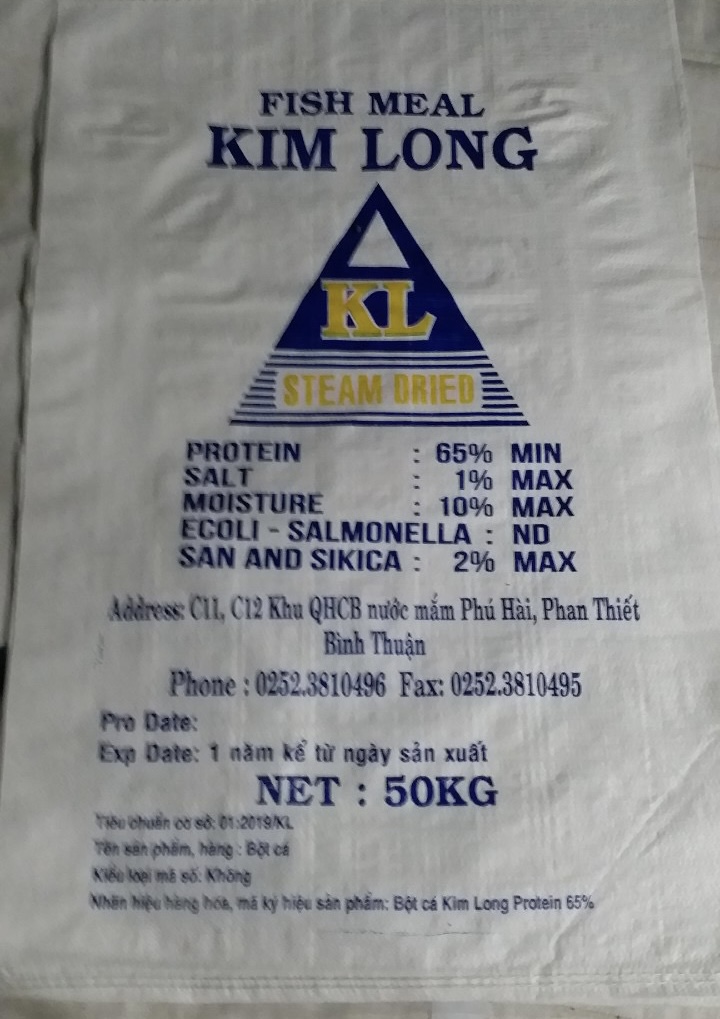 FISH MEAL
KIM LONG
KL
STEAM DRIED
PROTEIN : 65% MIN
SALT : 1% MAX
MOISTURE : 10% MAX
ECOLI - SALMONELLA : ND
SAN AND SIKICA : 2% MAX
Address: C11, C12 Khu QHCB nước mắm Phú Hài, Phan Thiết
Bình Thuận
Phone : 0252.3810496 Fax: 0252.3810495
Pro Date:
Exp Date: 1 năm kể từ ngày sản xuất
NET : 50KG
Tiêu chuẩn cơ sở: 01:2019/KL
Tên sản phẩm, hàng : Bột cá
Kiểu loại mã số: Không
Nhãn hiệu hàng hóa, mã ký hiệu sản phẩm: Bột cá Kim Long Protein 65%